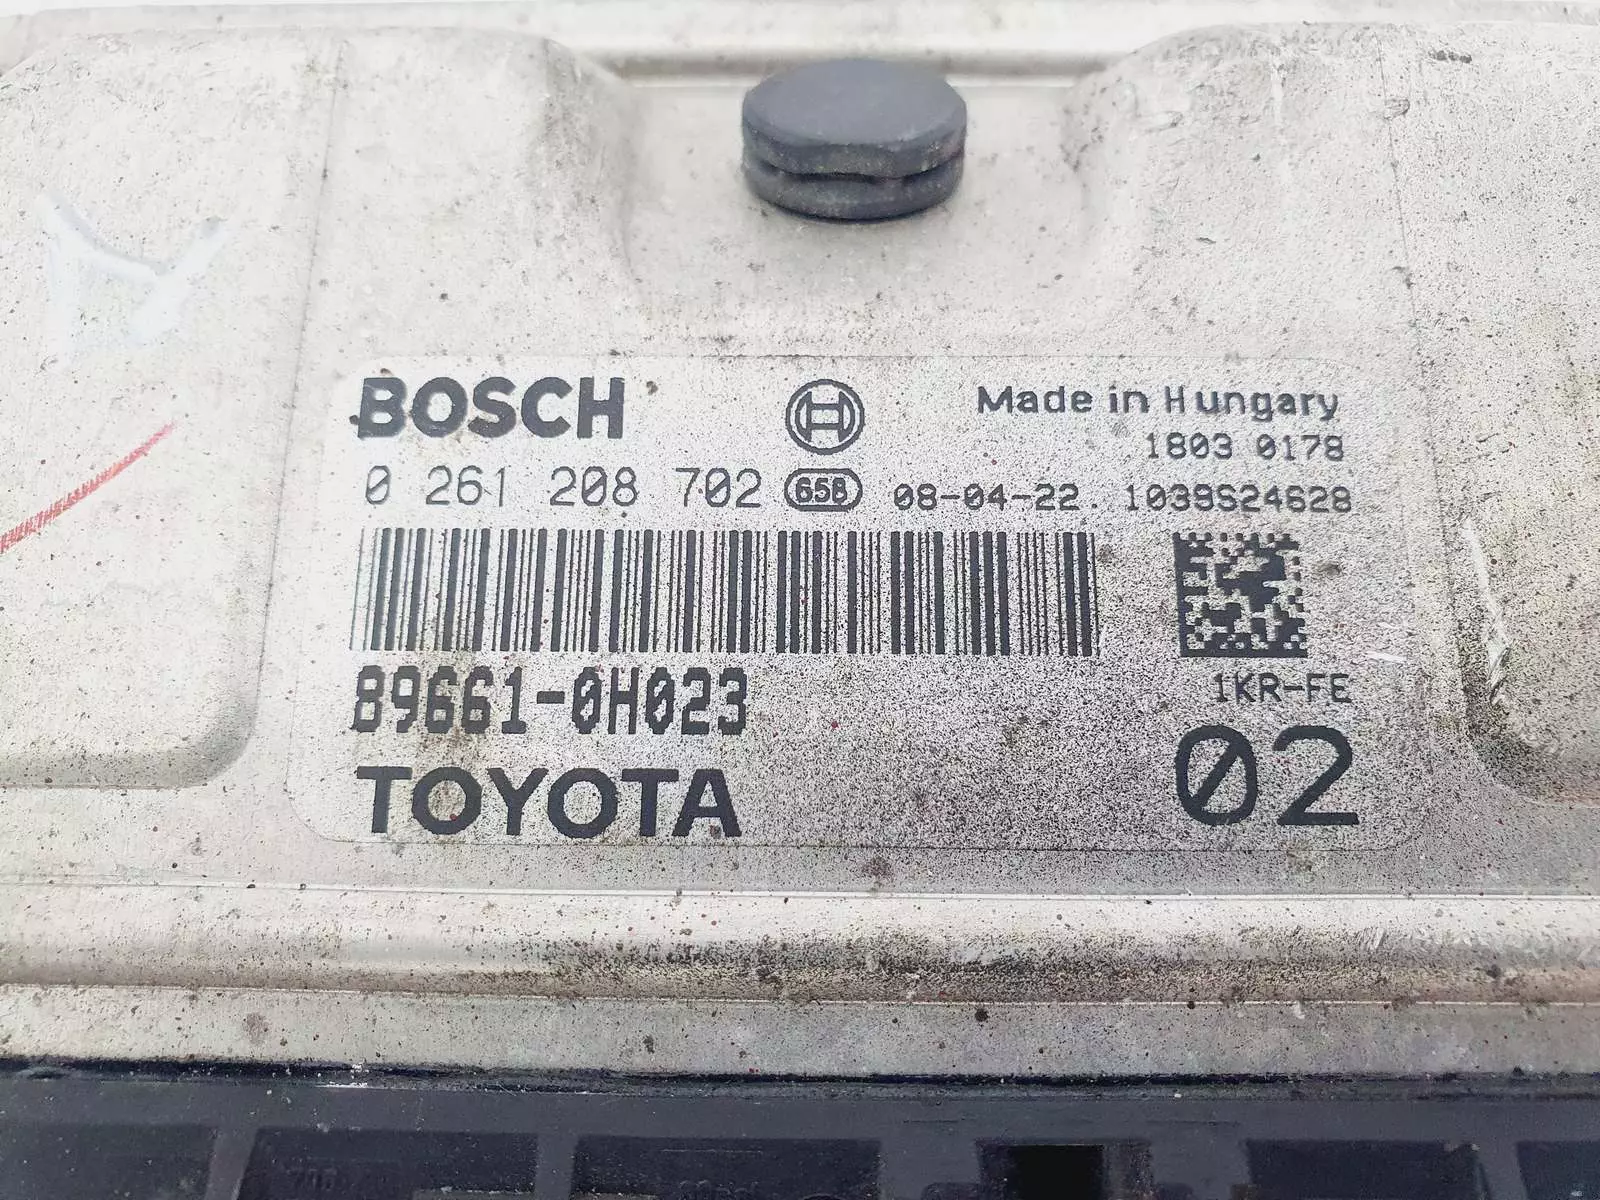 BOSCH
Made in Hungary
1803 0178
0 261 208 702 658 08-04-22. 1039S24628
89661-0H023
1KR-FE
TOYOTA
02